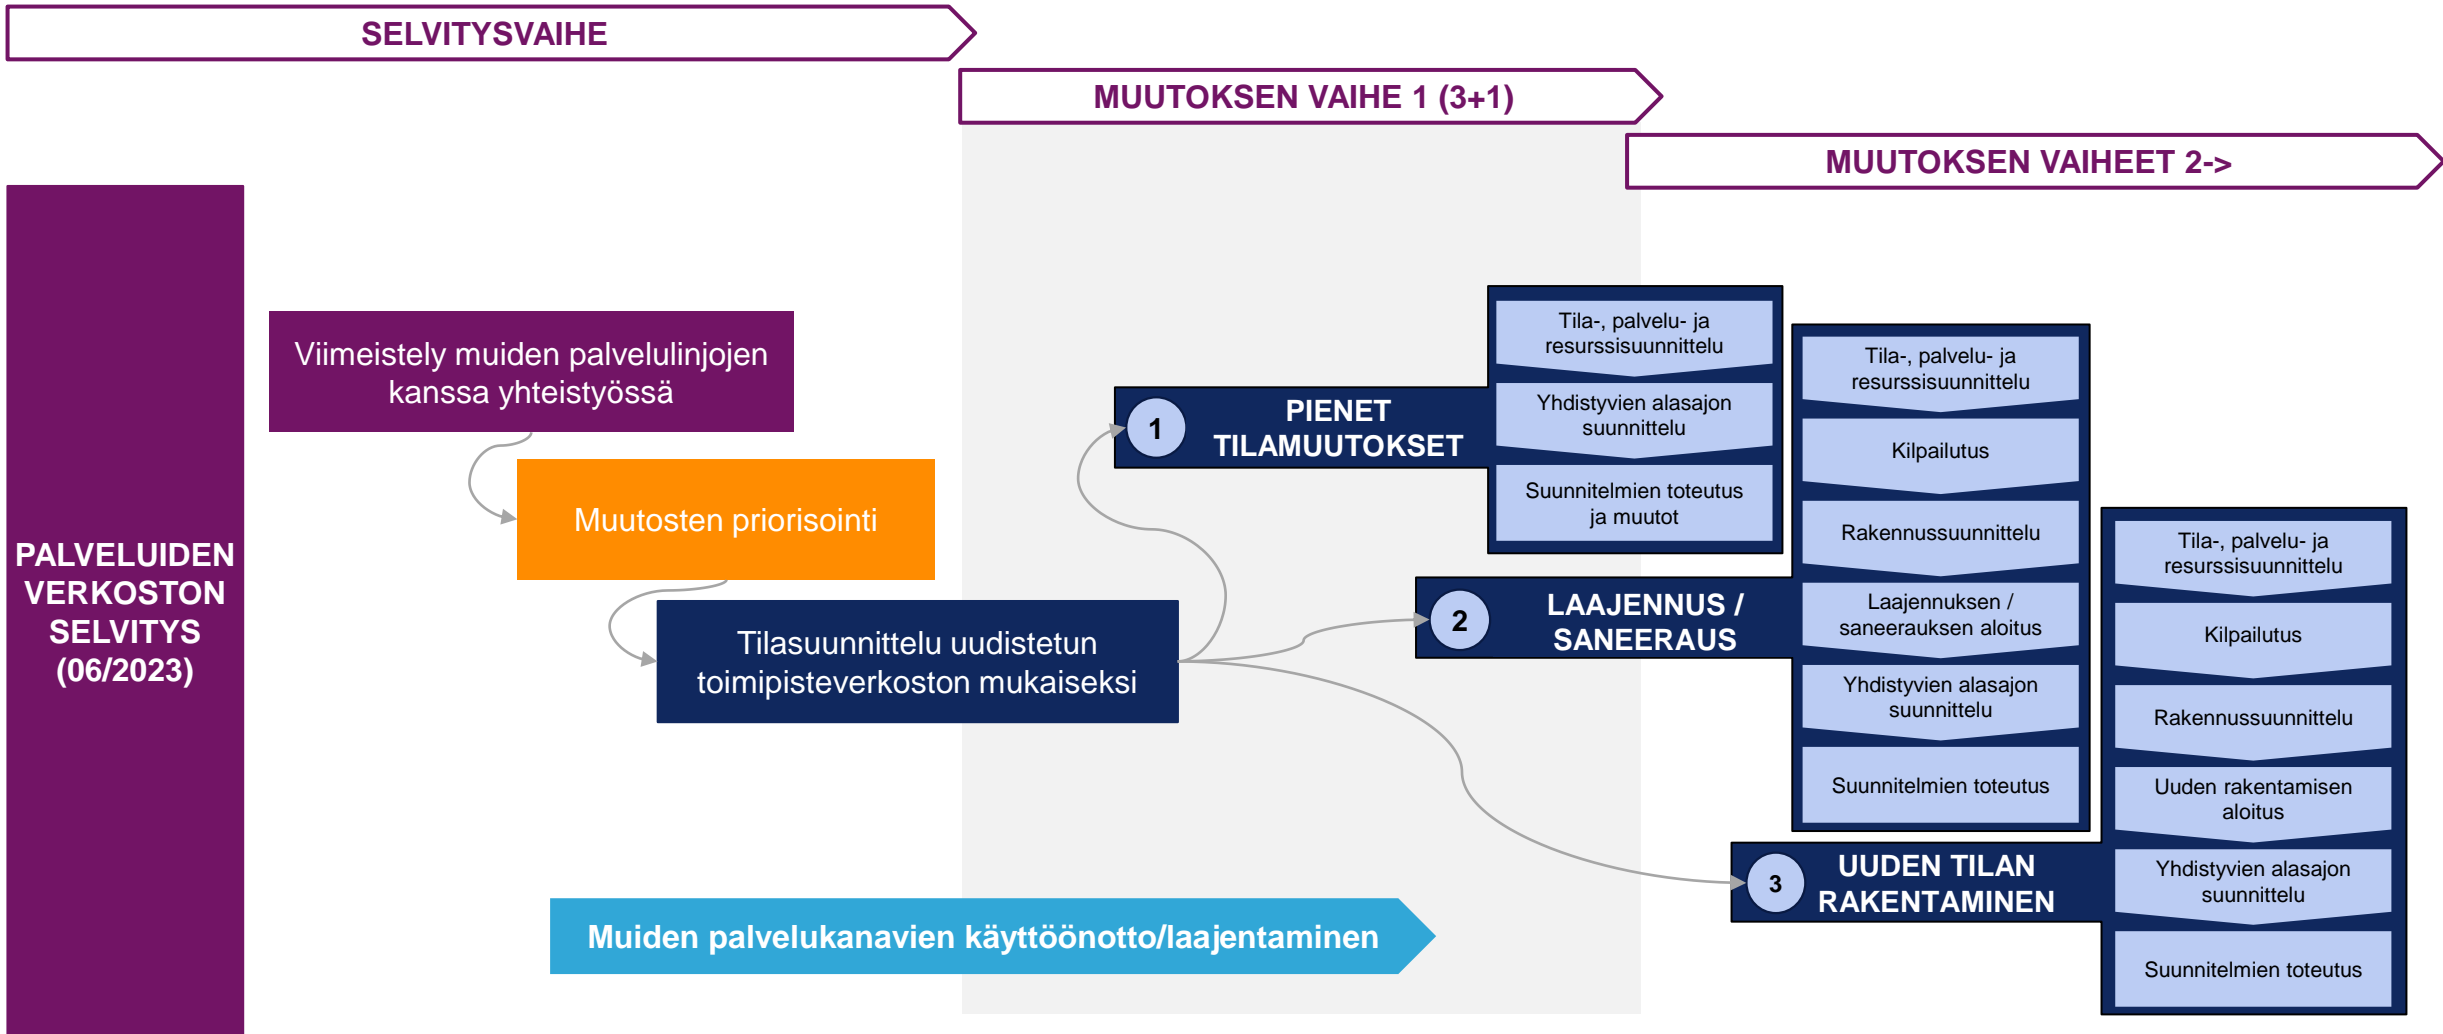 SELVITYSVAIHE
MUUTOKSEN VAIHE 1 (3+1)
MUUTOKSEN VAIHEET 2->
PALVELUIDEN
VERKOSTON
SELVITYS
(06/2023)
Viimeistely muiden palvelulinjojen
kanssa yhteistyössä
Muutosten priorisointi
Tilasuunnittelu uudistetun
toimipisteverkoston mukaiseksi
Muiden palvelukanavien käyttöönotto/laajentaminen
1
PIENET
TILAMUUTOKSET
Tila-, palvelu- ja
resurssisuunnittelu
Yhdistyvien alasajon
suunnittelu
Suunnitelmien toteutus
ja muutot
2
LAAJENNUS /
SANEERAUS
Tila-, palvelu- ja
resurssisuunnittelu
Kilpailutus
Rakennussuunnittelu
Laajennuksen /
saneerauksen aloitus
Yhdistyvien alasajon
suunnittelu
Suunnitelmien toteutus
3
UUDEN TILAN
RAKENTAMINEN
Tila-, palvelu- ja
resurssisuunnittelu
Kilpailutus
Rakennussuunnittelu
Uuden rakentamisen
aloitus
Yhdistyvien alasajon
suunnittelu
Suunnitelmien toteutus